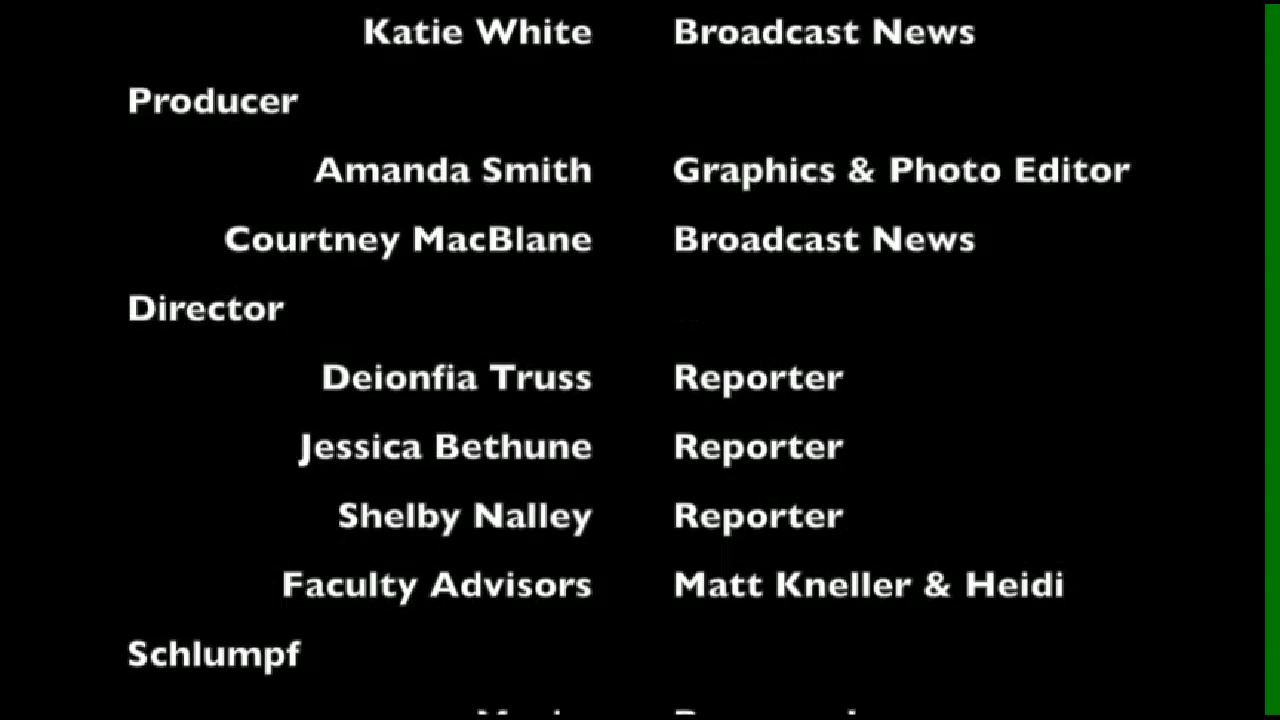 Katie White Broadcast News
Producer
Amanda Smith Graphics & Photo Editor
Courtney MacBlane Broadcast News
Director
Deionfia Truss Reporter
Jessica Bethune Reporter
Shelby Nalley Reporter
Faculty Advisors Matt Kneller & Heidi
Schlumpf